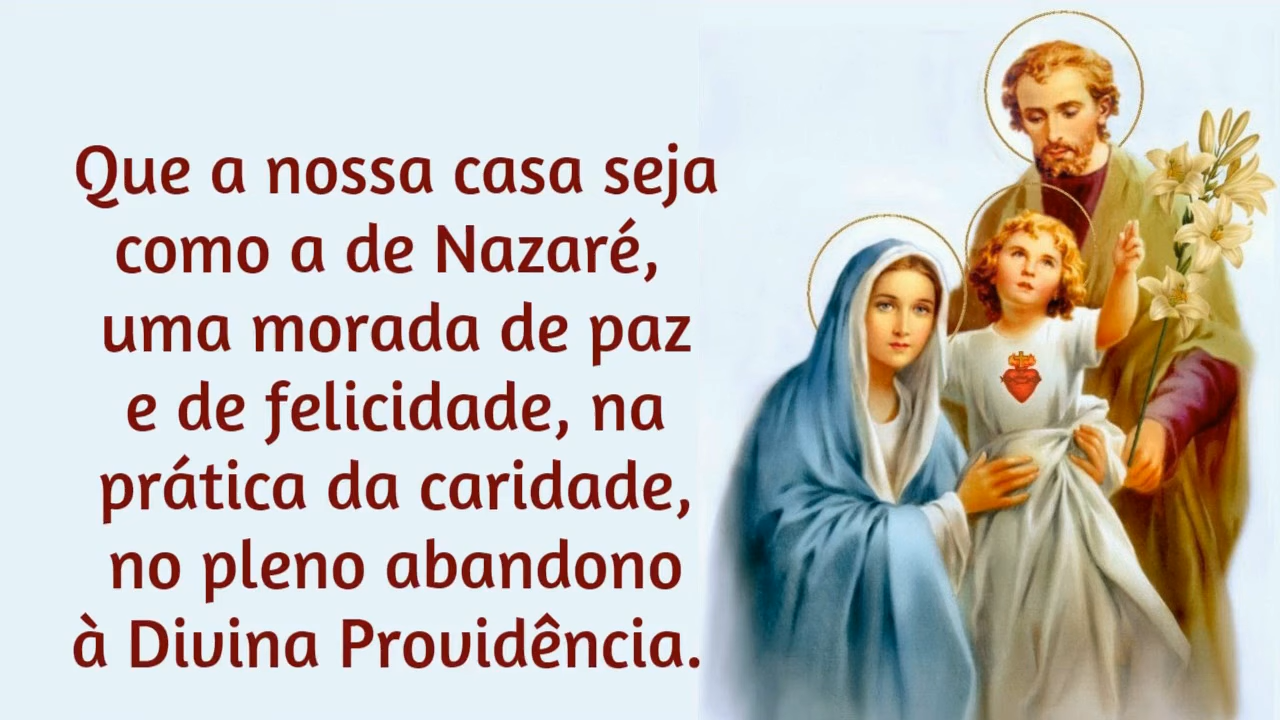 Que a nossa casa seja
como a de Nazaré,
uma morada de paz
e de felicidade, na
prática da caridade,
no pleno abandono
à Divina Providência.